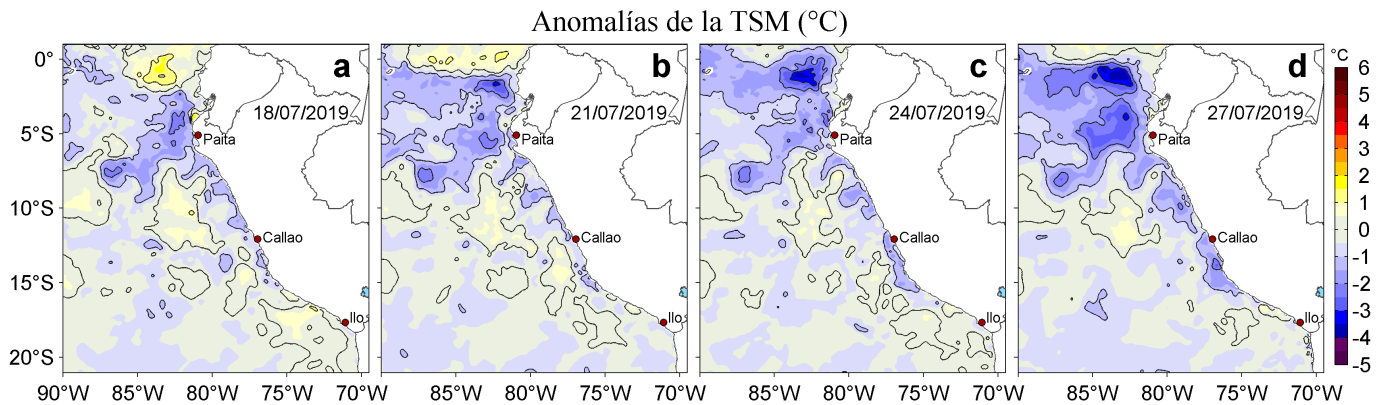 Anomalías de la TSM (°C)
a
18/07/2019
Paita
Callao
Ilo
b
21/07/2019
Paita
Callao
Ilo
c
24/07/2019
Paita
Callao
Ilo
d
27/07/2019
Paita
Callao
Ilo
0°
5°S
10°S
15°S
20°S
90°W 85°W 80°W 75°W 70°W
85°W 80°W 75°W 70°W
85°W 80°W 75°W 70°W
85°W 80°W 75°W 70°W
°C
6
5
4
3
2
1
0
-1
-2
-3
-4
-5